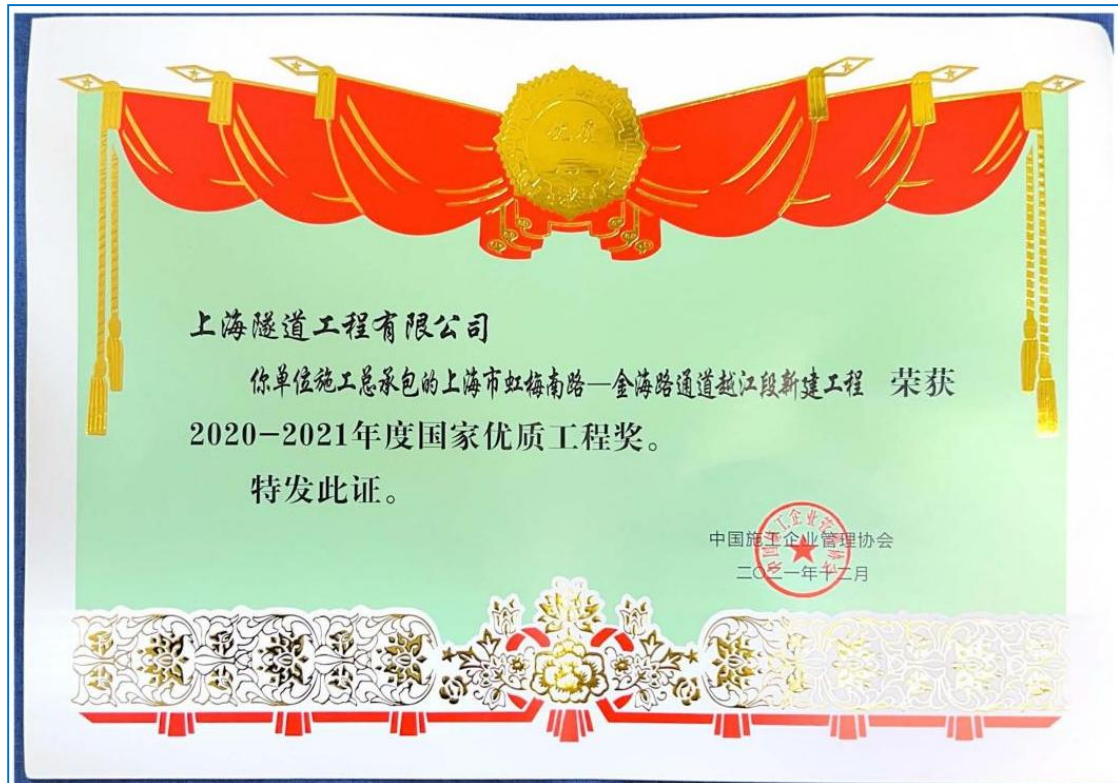 优质
上海隧道工程有限公司
你单位施工总承包的上海市虹梅南路—金海路通道越江段新建工程 荣获
2020-2021年度国家优质工程奖。
特发此证。
中国施工企业管理协会
二〇二一年十二月